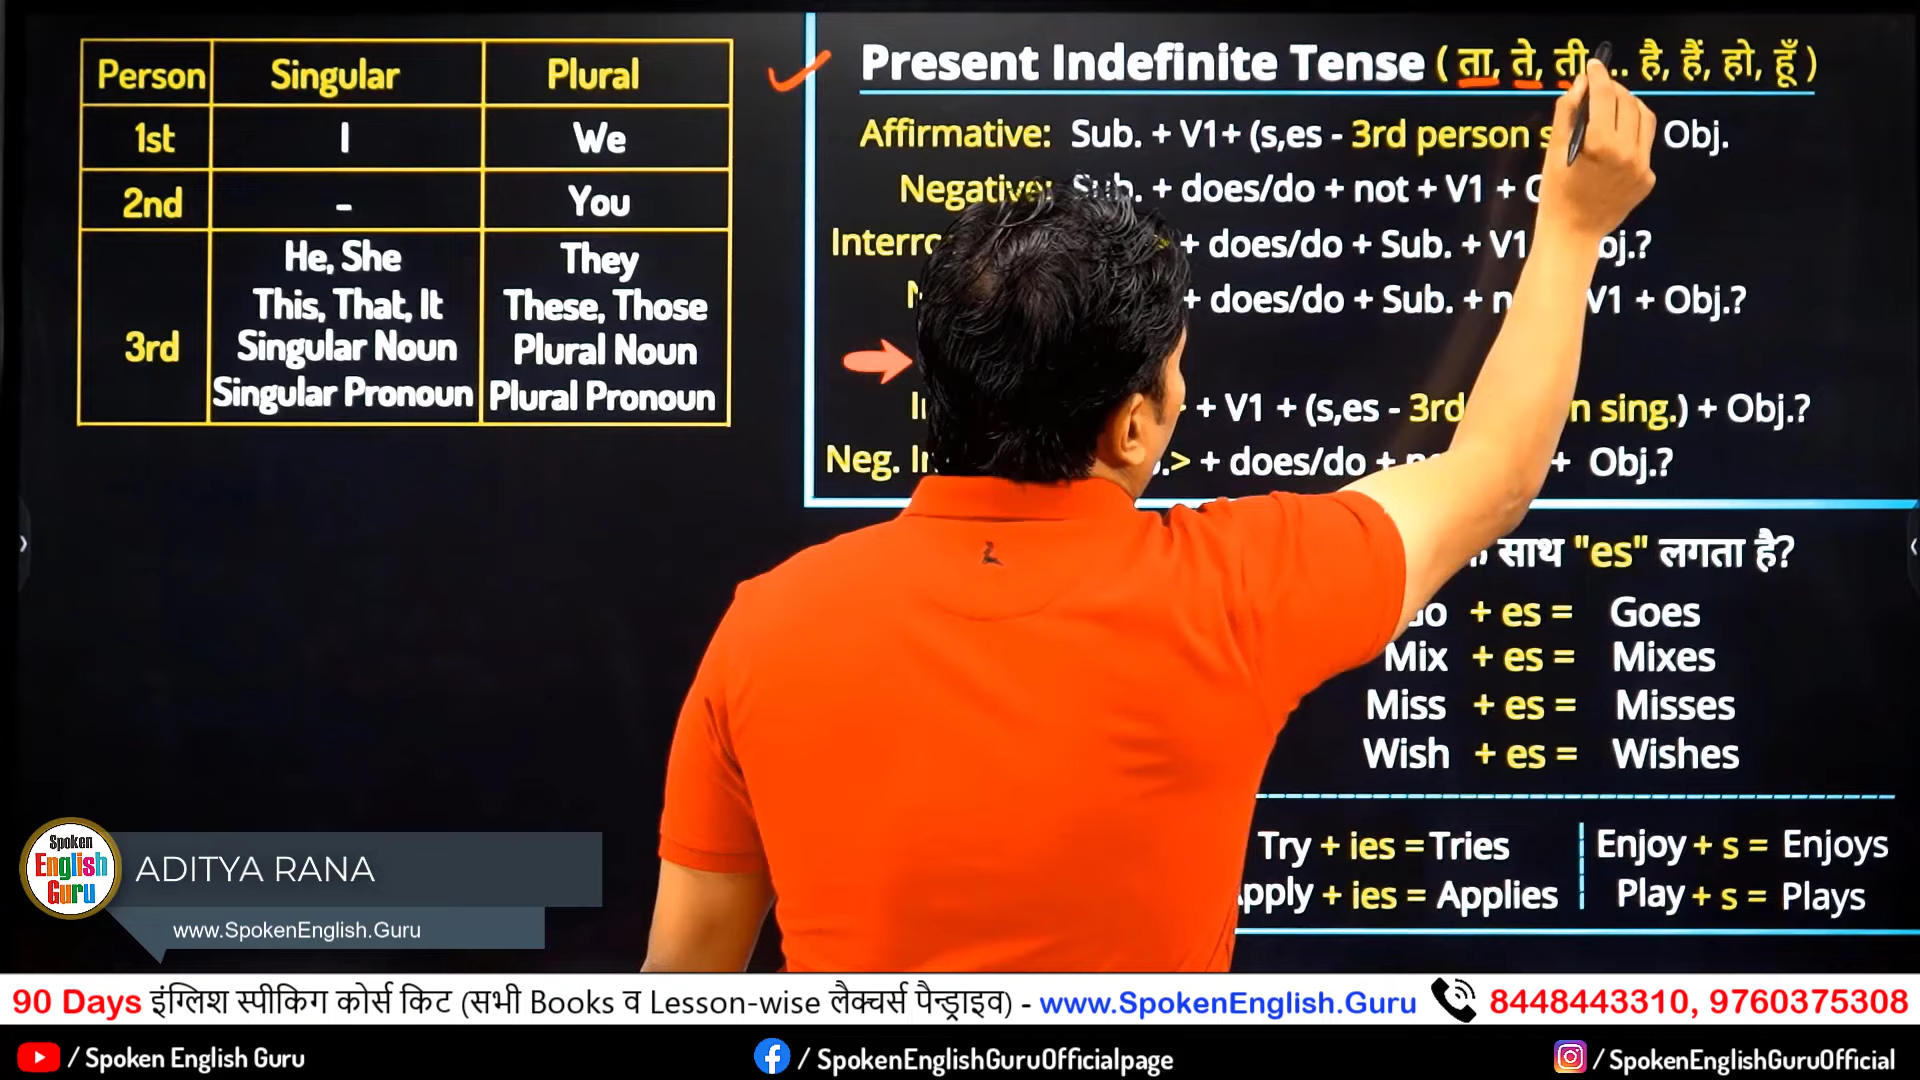 Person Singular Plural
1st I We
2nd - You
3rd
He, She
This, That, It
Singular Noun
Singular Pronoun
They
These, Those
Plural Noun
Plural Pronoun
Present Indefinite Tense ( ता, ते, ती .. है, हैं, हो, हूँ )
Affirmative: Sub. + V1+ (s,es - 3rd person Obj.
Negative: Sub. + does/do + not + V1 +
+ does/do + Sub. + V1
+ does/do + Sub. + V1 + Obj.?
+ V1 + (s,es - 3rd sing.) + Obj.?
Neg. > + does/do + + Obj.?
साथ "es" लगता है?
+ es = Goes
Mix + es = Mixes
Miss + es = Misses
Wish + es = Wishes
Try + ies = Tries
+ ies = Applies
Enjoy + s = Enjoys
Play + s = Plays
Spoken
English
Guru
ADITYA RANA
www.SpokenEnglish.Guru
90 Days इंग्लिश स्पीकिग कोर्स किट (सभी Books व Lesson-wise लैक्चर्स पैन्ड्राइव) - www.SpokenEnglish.Guru 8448443310, 9760375308
/ Spoken English Guru
/ SpokenEnglishGuruOfficialpage
/ SpokenEnglishGuruOfficial